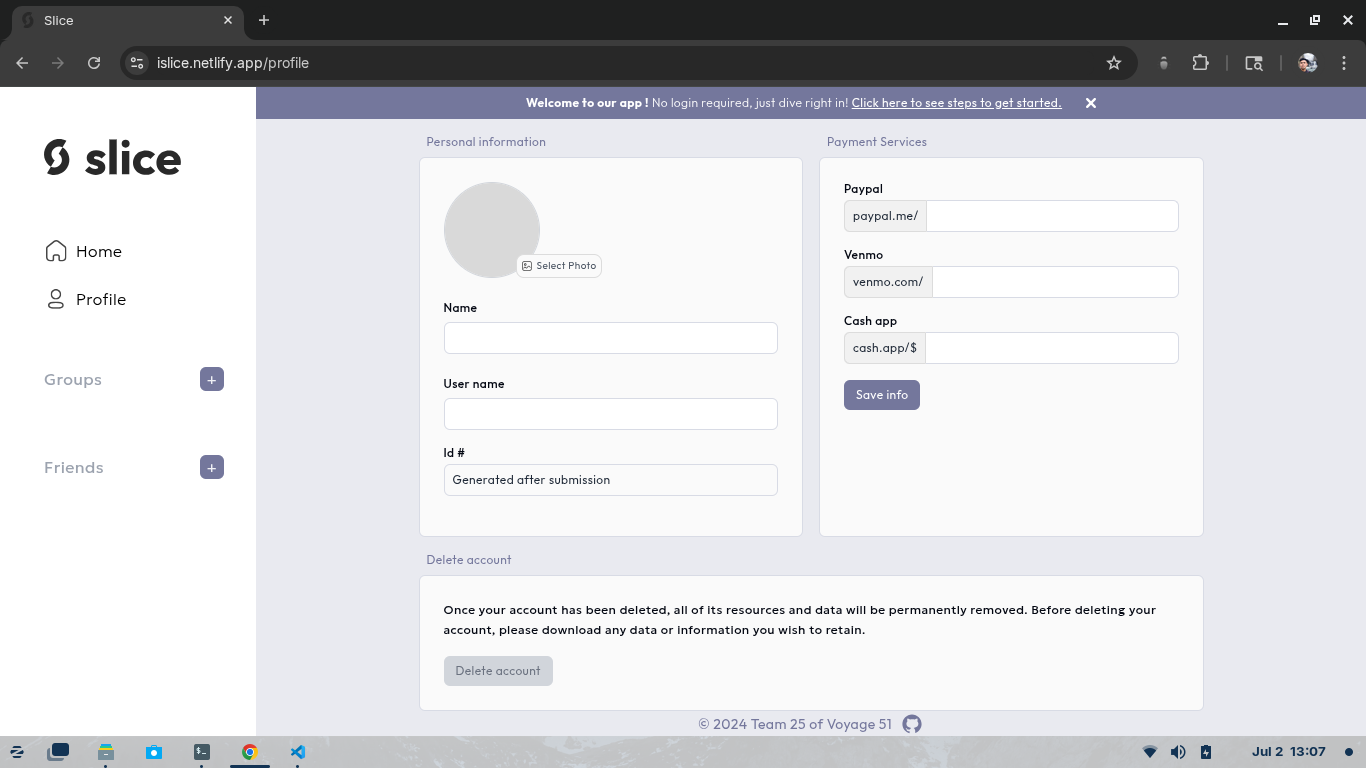 Slice
islice.netlify.app/profile
Welcome to our app ! No login required, just dive right in! Click here to see steps to get started.
slice
Home
Profile
Groups
+
Friends
+
Personal information
Select Photo
Name
User name
Id #
Generated after submission
Payment Services
Paypal
paypal.me/
Venmo
venmo.com/
Cash app
cash.app/$
Save info
Delete account
Once your account has been deleted, all of its resources and data will be permanently removed. Before deleting your
account, please download any data or information you wish to retain.
Delete account
© 2024 Team 25 of Voyage 51
Jul 2 13:07